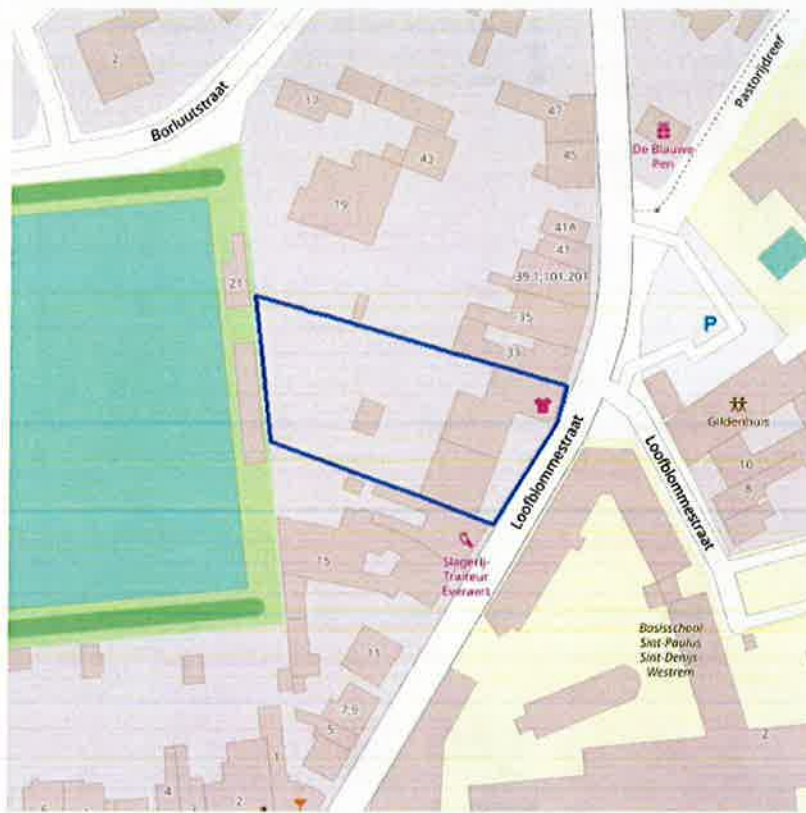 2
Borluutstraat
Pastorijdreef
17
47
De Blauwe
Pen
43
45
19
41A
41
39.1;101.201
21
35
P
33
Gildenhuis
Loofblommestraat
Loofblommestraat
10
8
Slagerij-
Traiteur
Everaert
15
Basisschool
Sint-Paulus
Sint-Denijs-
Westrem
11
7-9
5
1
2
4
2
6